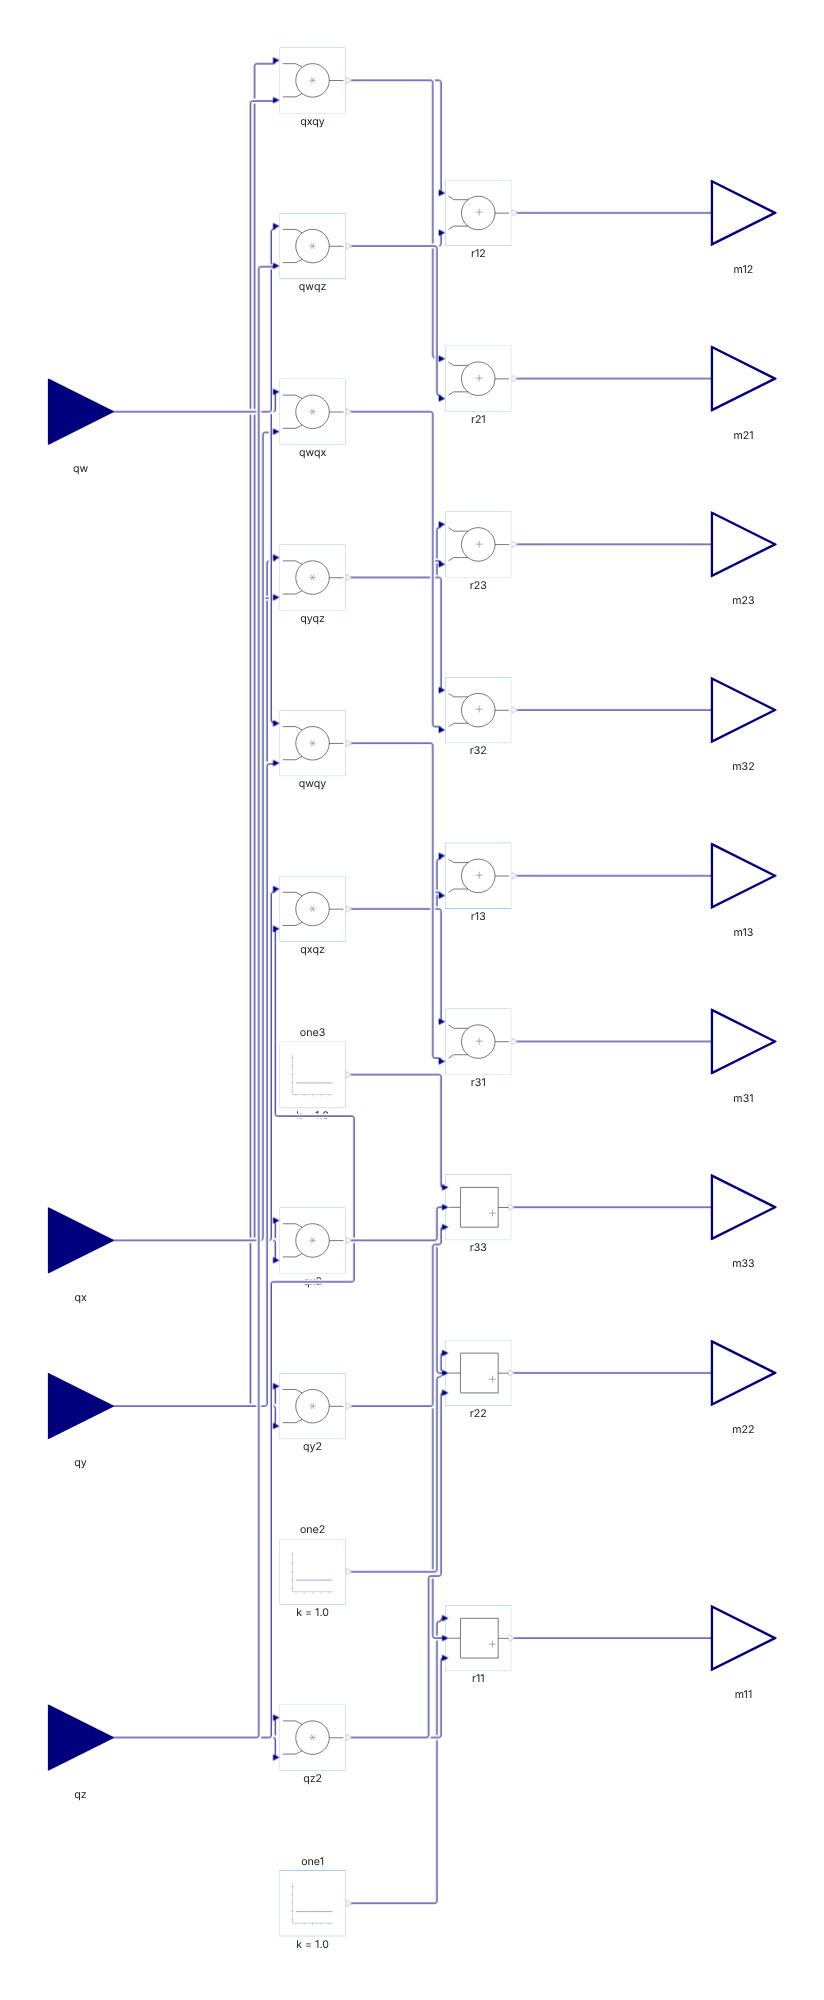 *
qxqy
+
r12
m12
*
qwqz
+
r21
m21
qw
*
qwqx
+
r23
m23
*
qyqz
+
r32
m32
*
qwqy
+
r13
m13
*
qxqz
+
r31
m31
one3
+
r33
m33
qx
*
+
r22
m22
qy
*
qy2
one2
k = 1.0
+
r11
m11
qz
*
qz2
one1
k = 1.0